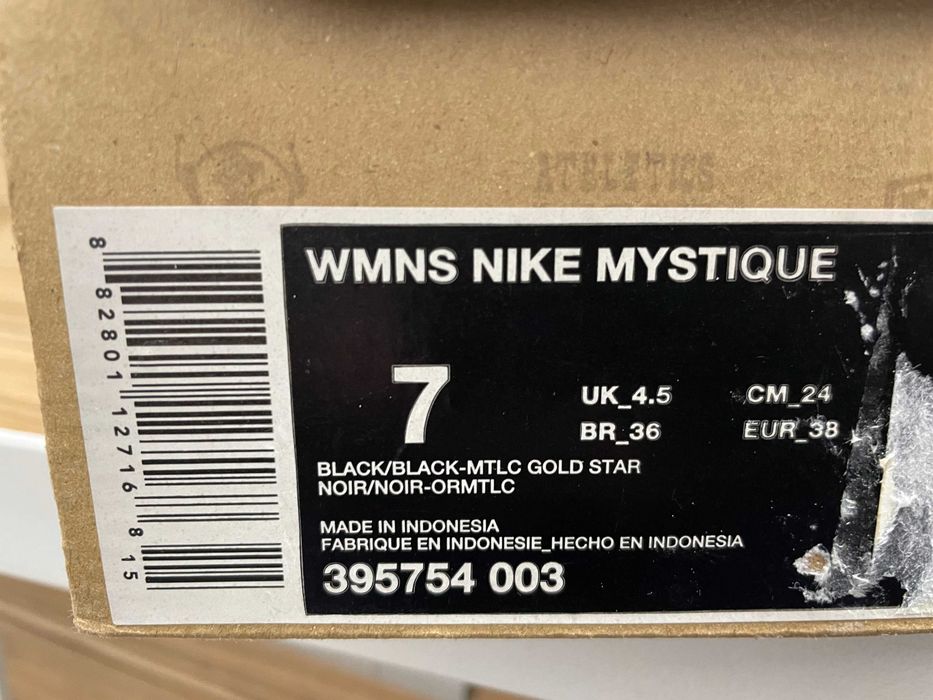 ATHLETICS
WMNS NIKE MYSTIQUE
7
UK_4.5 CM_24
BR_36 EUR_38
BLACK/BLACK-MTLC GOLD STAR
NOIR/NOIR-ORMTLC
MADE IN INDONESIA
FABRIQUE EN INDONESIE_HECHO EN INDONESIA
395754 003
8 82801 12716 8 15